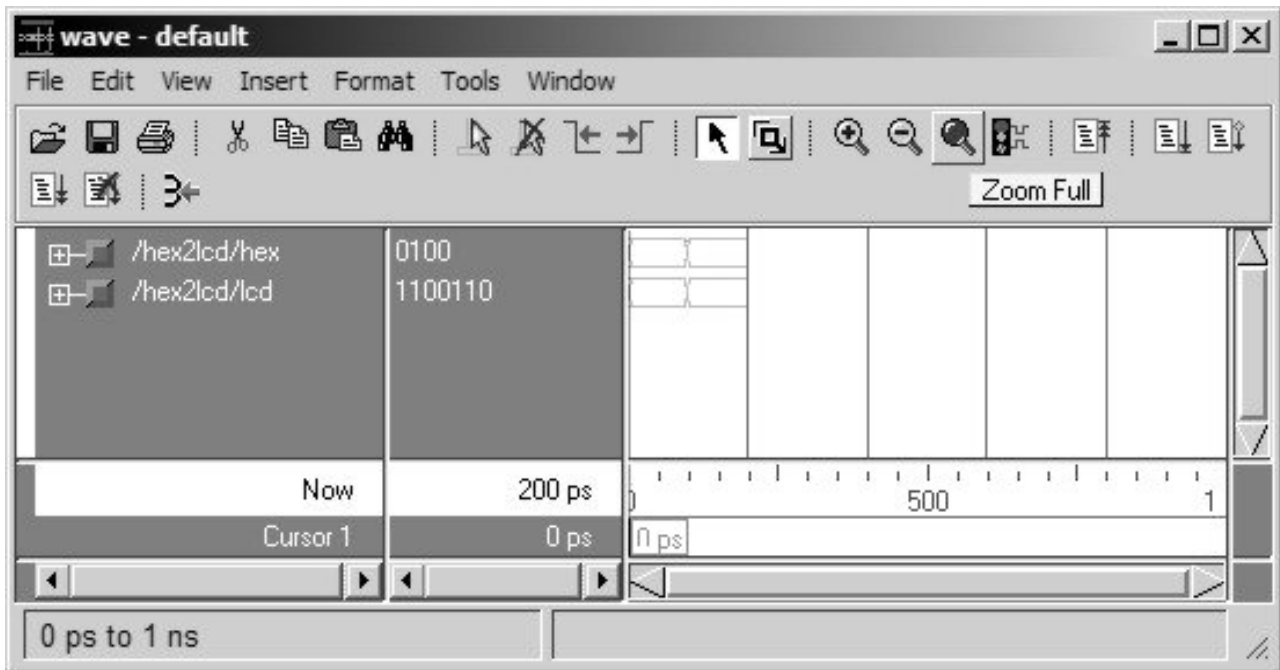 wave - default
File Edit View Insert Format Tools Window
Zoom Full
/hex2lcd/hex 0100
/hex2lcd/lcd 1100110
Now 200 ps 500 1
Cursor 1 0 ps 0 ps
0 ps to 1 ns